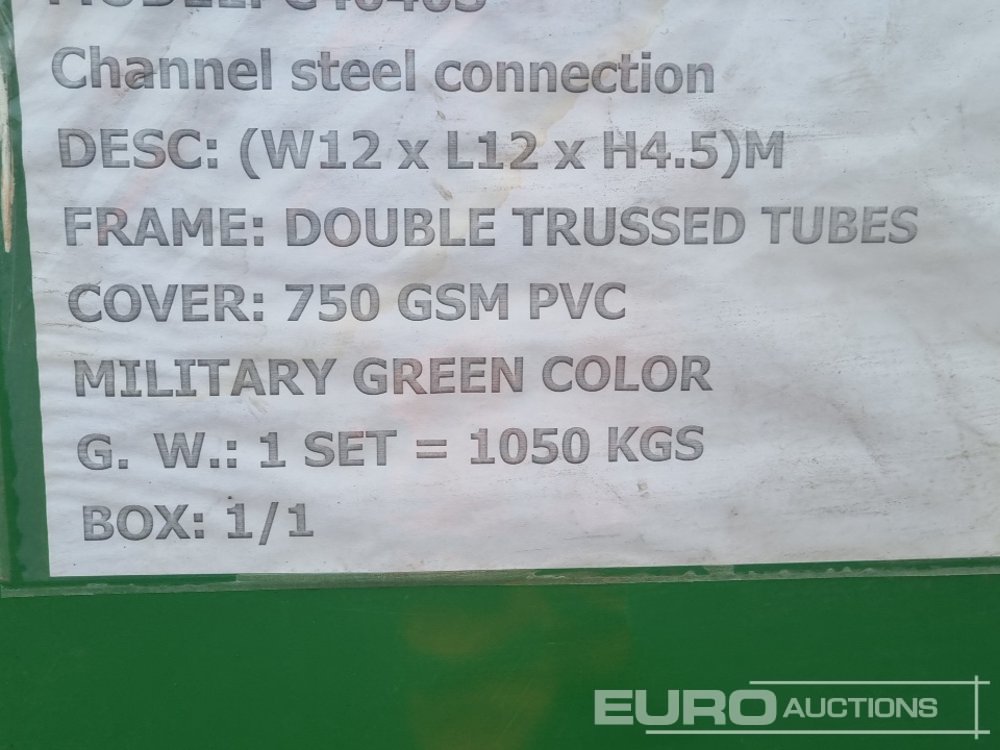 Channel steel connection
DESC: (W12 x L12 x H4.5)M
FRAME: DOUBLE TRUSSED TUBES
COVER: 750 GSM PVC
MILITARY GREEN COLOR
G. W.: 1 SET = 1050 KGS
BOX: 1/1
EURO AUCTIONS